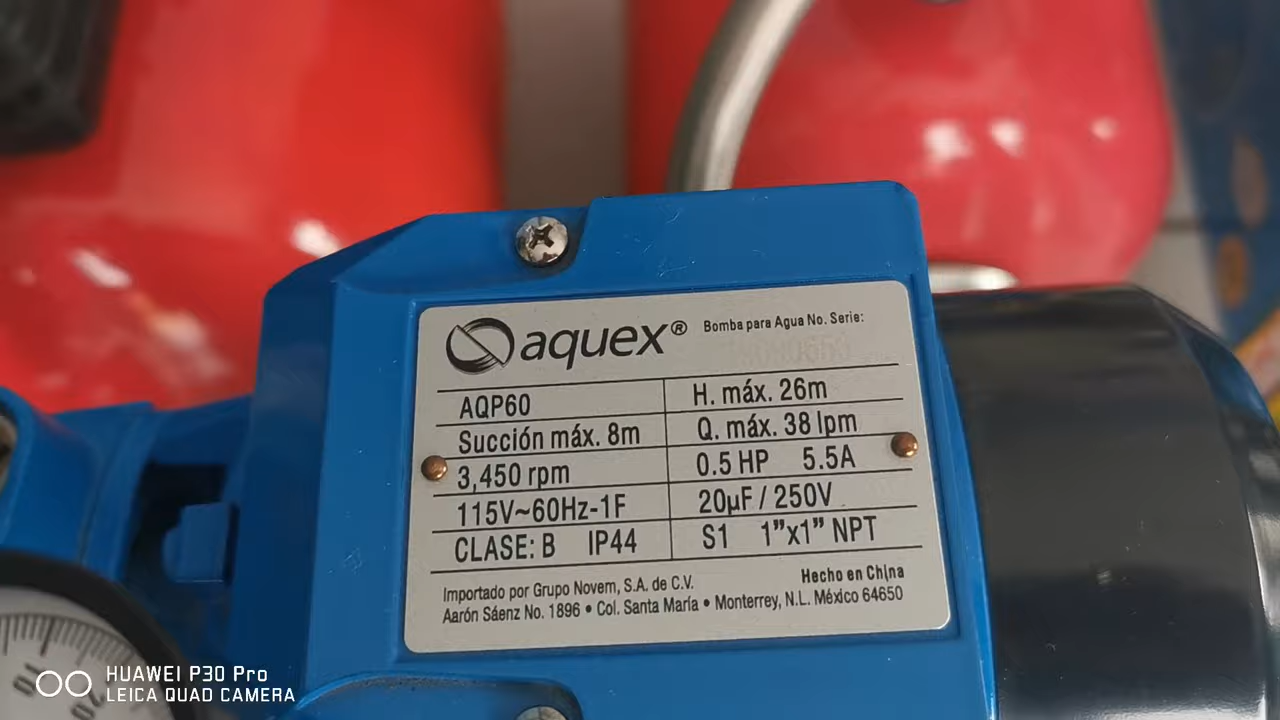 aquex® Bomba para Agua No. Serie:
AQP60 H. máx. 26m
Succión máx. 8m Q. máx. 38 lpm
3,450 rpm 0.5 HP 5.5A
115V~60Hz-1F 20µF / 250V
CLASE: B IP44 S1 1”x1” NPT
Importado por Grupo Novem, S.A. de C.V. Hecho en China
Aarón Sáenz No. 1896 • Col. Santa María • Monterrey, N.L. México 64650
HUAWEI P30 Pro
LEICA QUAD CAMERA